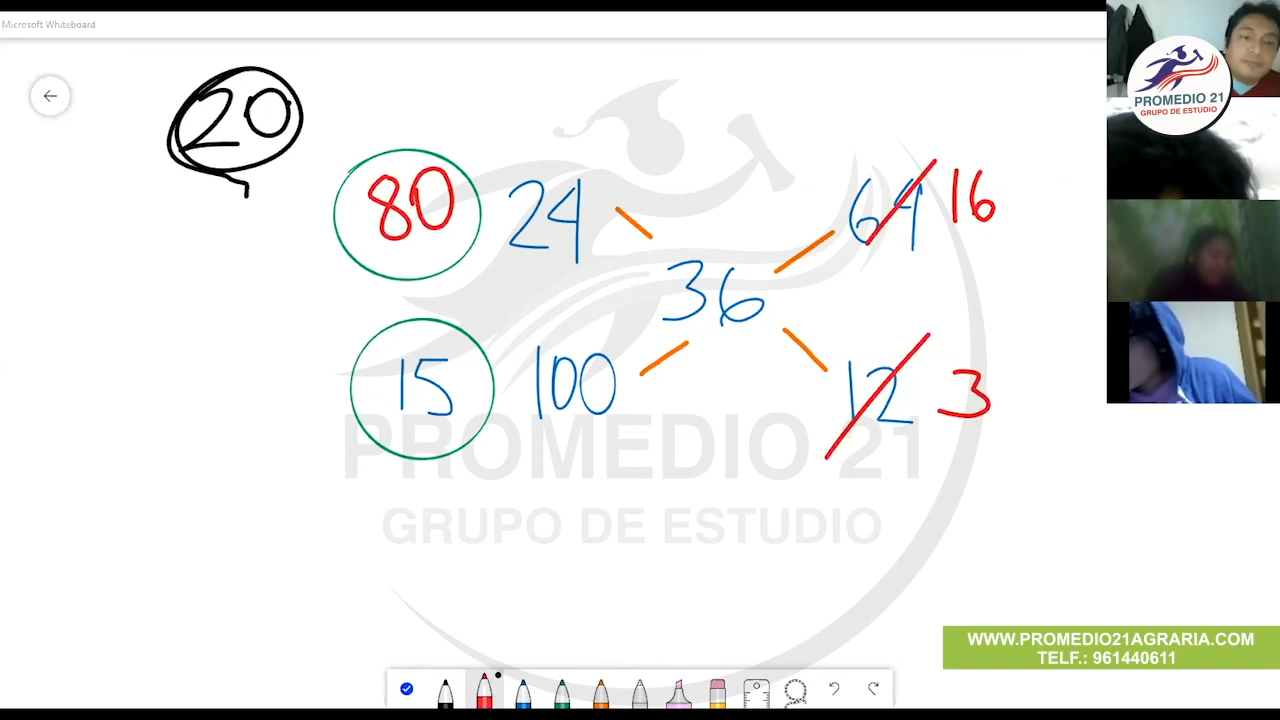 Microsoft Whiteboard
PROMEDIO 21
GRUPO DE ESTUDIO
20
80 24 64 16
36
15 100 12 3
PROMEDIO 21
GRUPO DE ESTUDIO
WWW.PROMEDIO21AGRARIA.COM
TELF.: 961440611